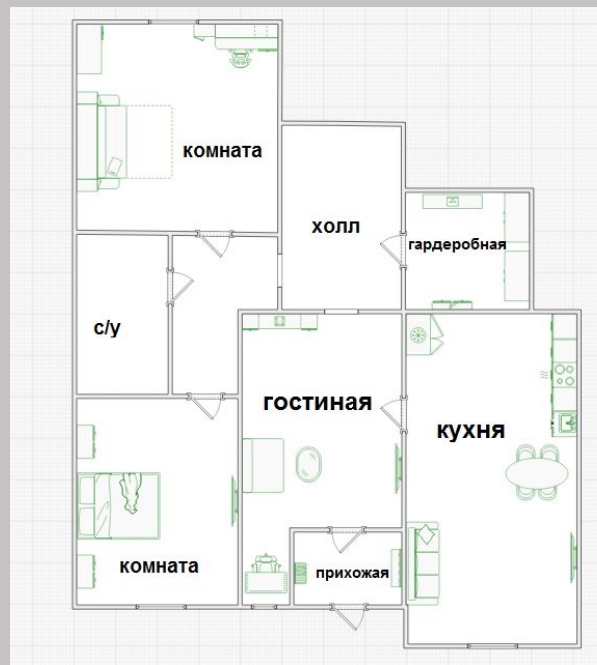 комната
холл
гардеробная
с/у
гостиная
кухня
комната
прихожая